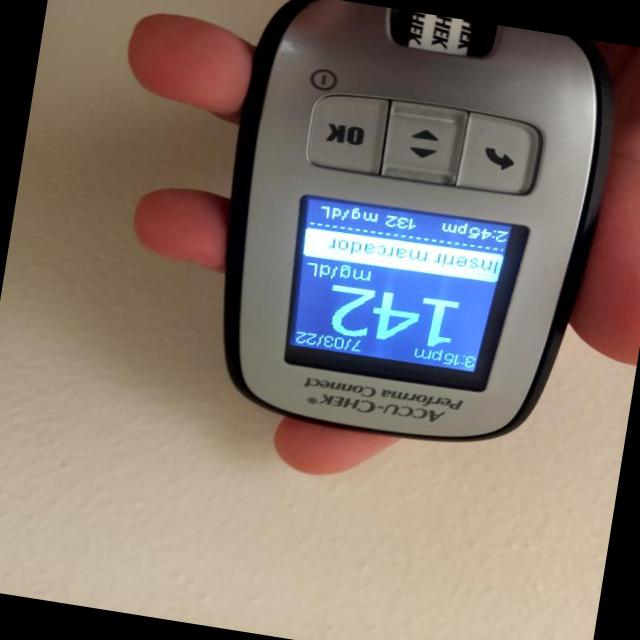 ACCU-CHEK®
Performa Connect
3:15pm 7/03/22
142 mg/dL
Inserir marcador
2:45pm 132 mg/dL
OK
CHEK